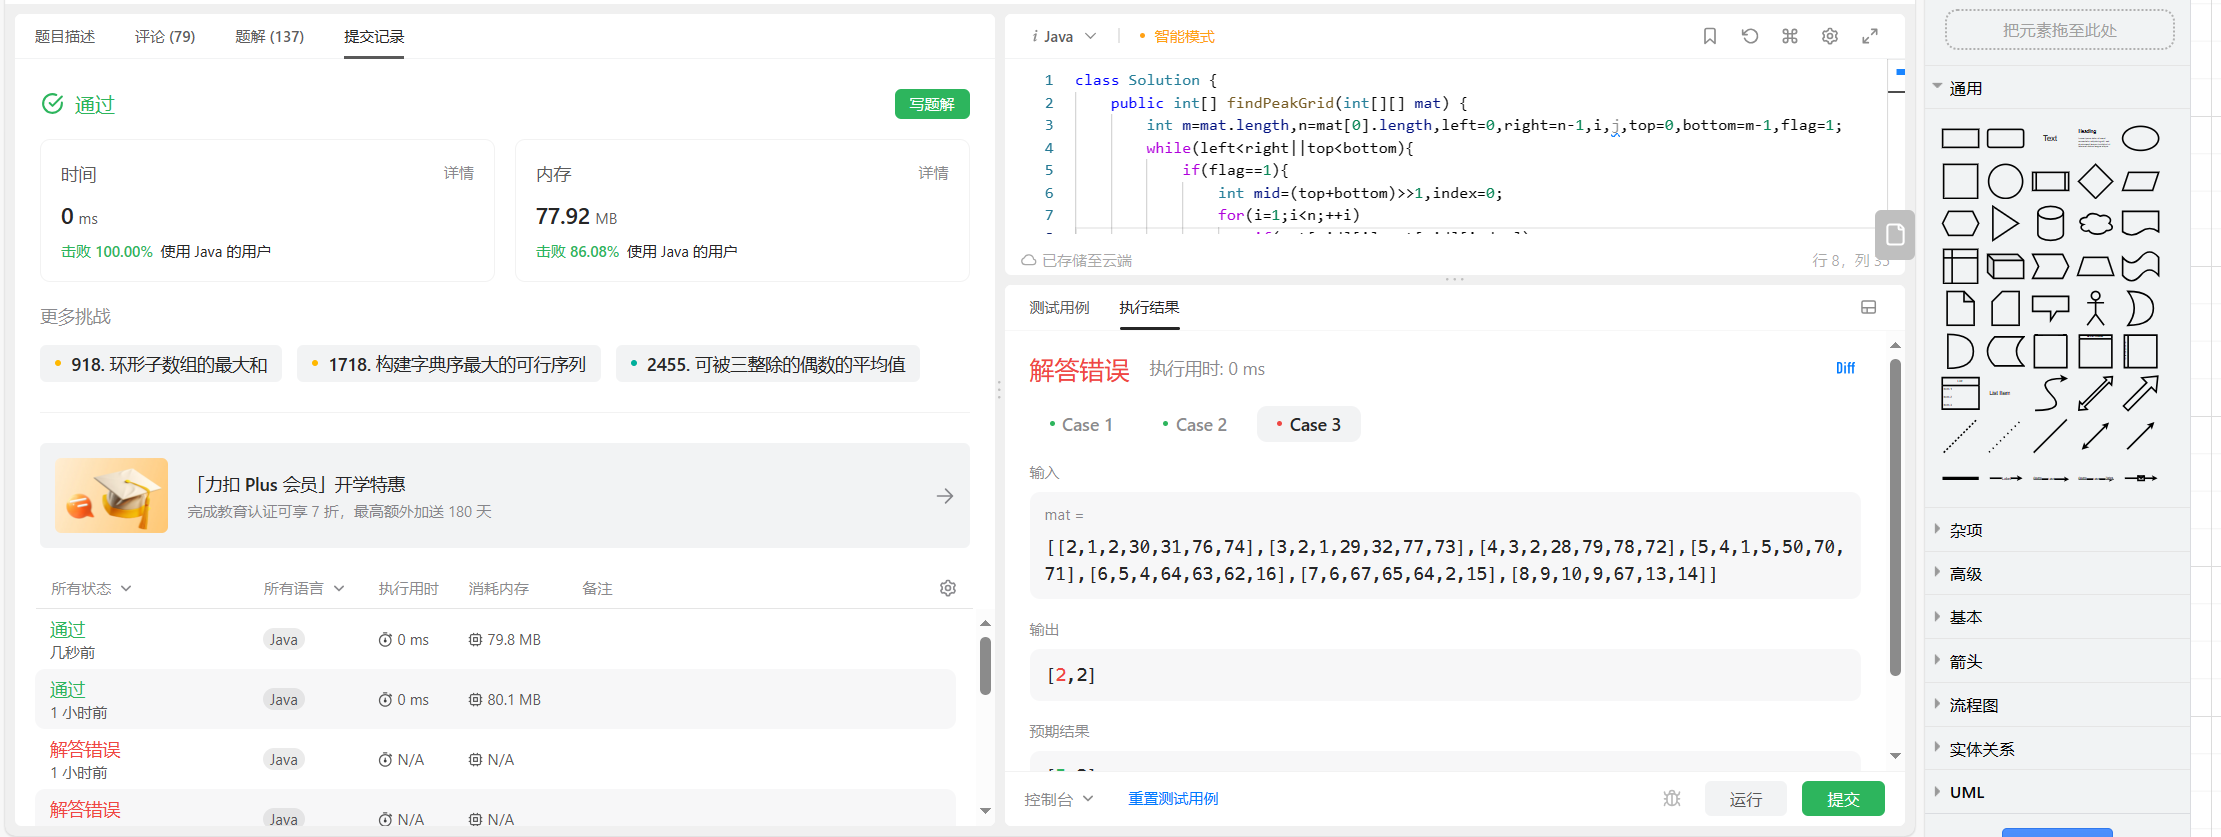 题目描述
评论 (79)
题解 (137)
提交记录
通过
写题解
时间
详情
0 ms
击败 100.00% 使用 Java 的用户
内存
详情
77.92 MB
击败 86.08% 使用 Java 的用户
更多挑战
918. 环形子数组的最大和
1718. 构建字典序最大的可行序列
2455. 可被三整除的偶数的平均值
「力扣 Plus 会员」开学特惠
完成教育认证可享 7 折，最高额外加送 180 天
所有状态
所有语言
执行用时
消耗内存
备注
通过
几秒前
Java
0 ms
79.8 MB
通过
1 小时前
Java
0 ms
80.1 MB
解答错误
1 小时前
Java
N/A
N/A
解答错误
Java
N/A
N/A
i Java
智能模式
1 class Solution {
2 public int[] findPeakGrid(int[][] mat) {
3 int m=mat.length,n=mat[0].length,left=0,right=n-1,i,j,top=0,bottom=m-1,flag=1;
4 while(left<right||top<bottom){
5 if(flag==1){
6 int mid=(top+bottom)>>1,index=0;
7 for(i=1;i<n;++i)
已存储至云端
行 8，列 35
测试用例
执行结果
解答错误
执行用时: 0 ms
Diff
Case 1
Case 2
Case 3
输入
mat =
[[2,1,2,30,31,76,74],[3,2,1,29,32,77,73],[4,3,2,28,79,78,72],[5,4,1,5,50,70,
71],[6,5,4,64,63,62,16],[7,6,67,65,64,2,15],[8,9,10,9,67,13,14]]
输出
[2,2]
预期结果
控制台
重置测试用例
运行
提交
把元素拖至此处
通用
Text
Heading
List Item
杂项
高级
基本
箭头
流程图
实体关系
UML